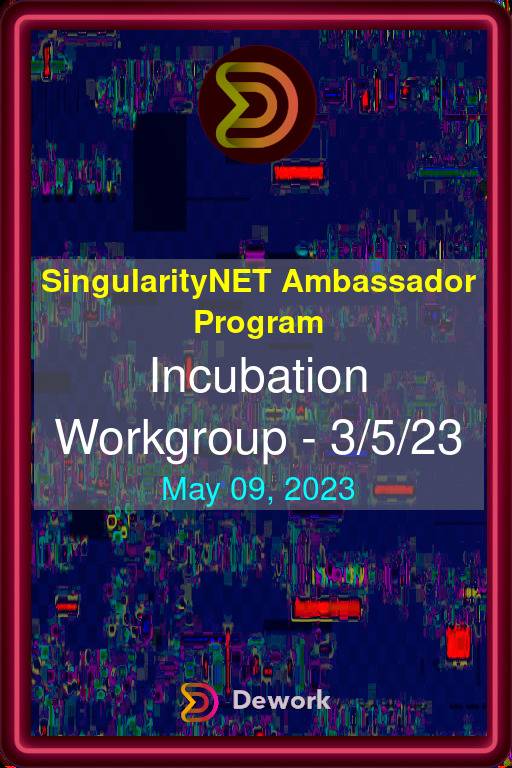 SingularityNET Ambassador
Program
Incubation
Workgroup - 3/5/23
May 09, 2023
Dework